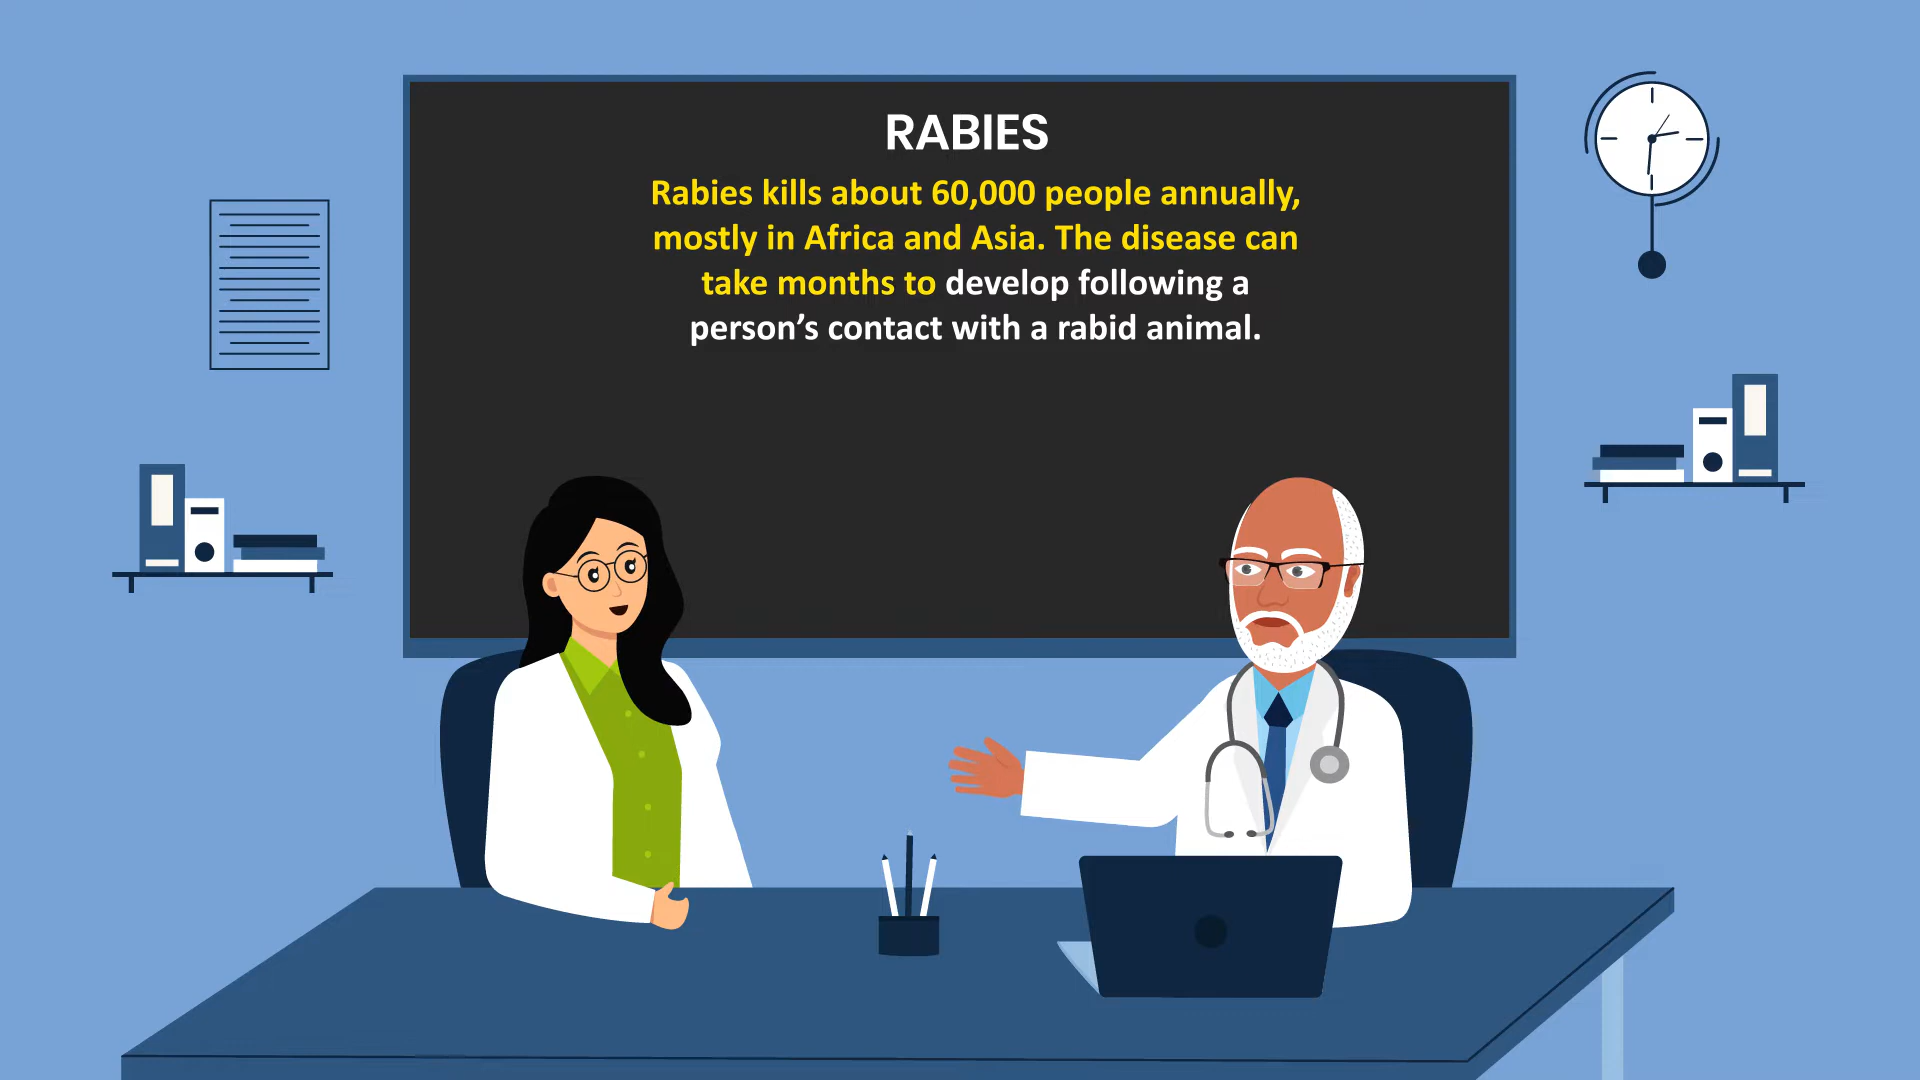 RABIES
Rabies kills about 60,000 people annually,
mostly in Africa and Asia. The disease can
take months to develop following a
person’s contact with a rabid animal.